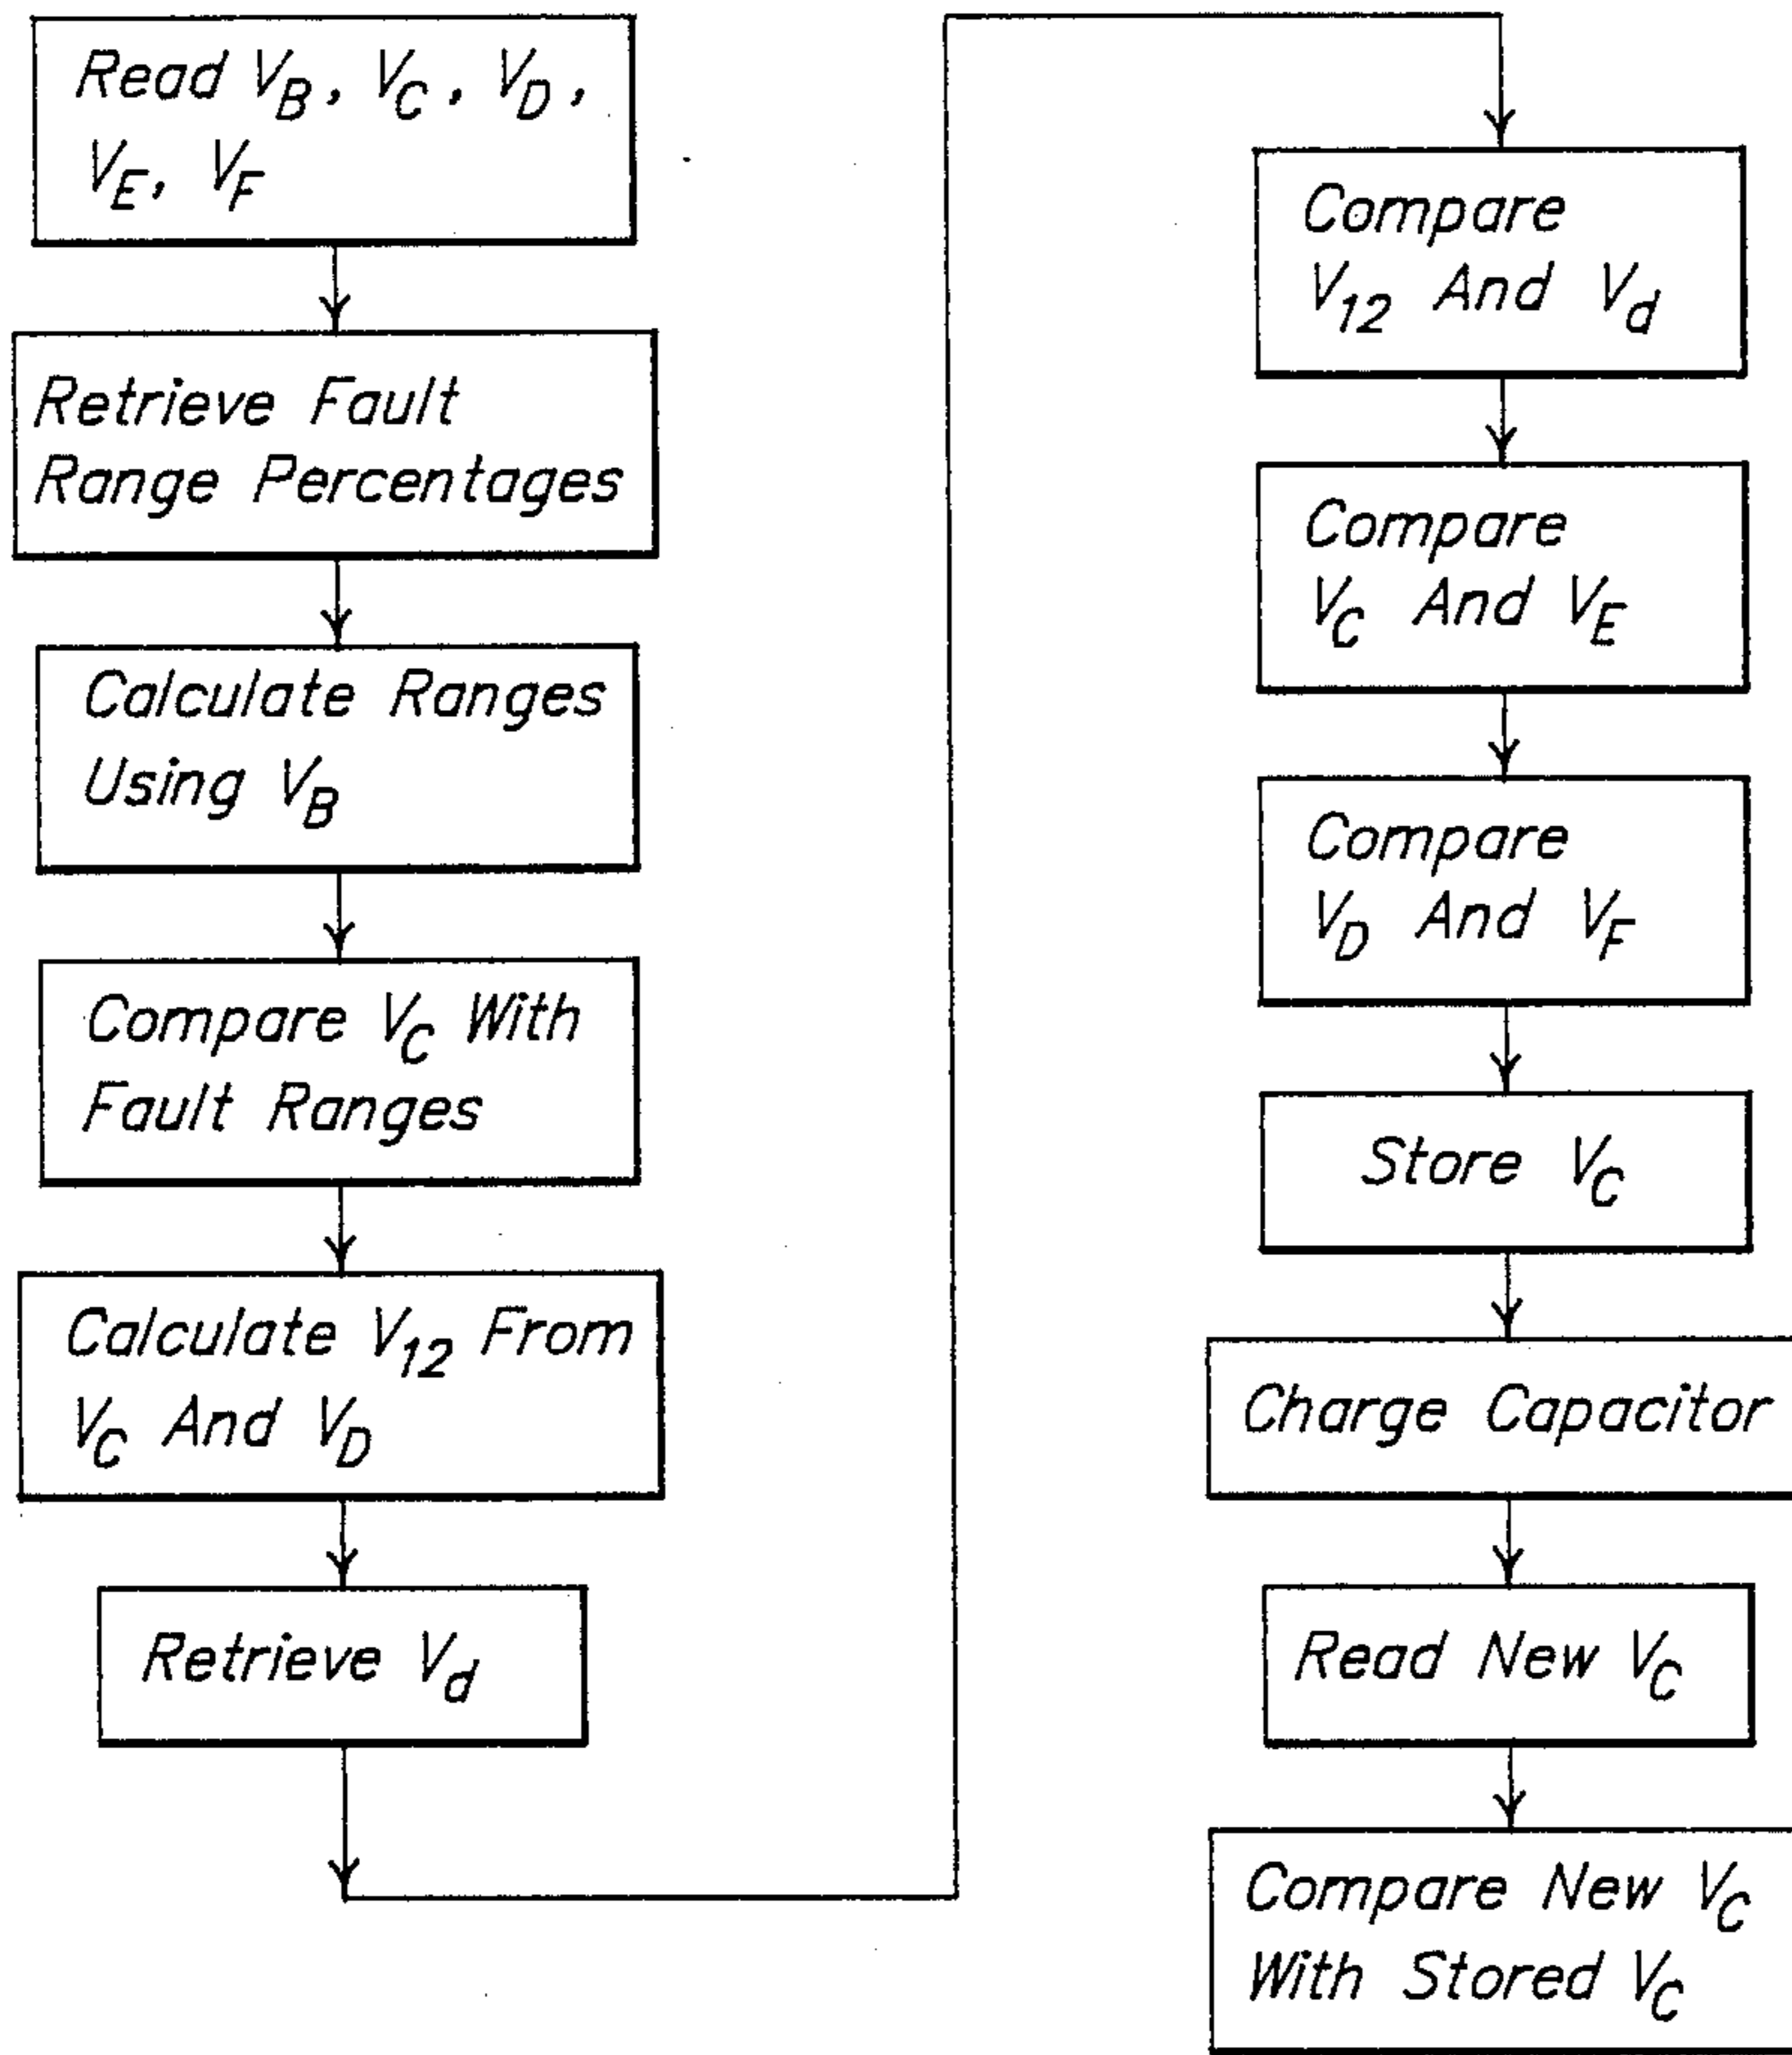 Read V_B, V_C, V_D,
V_E, V_F
Retrieve Fault
Range Percentages
Calculate Ranges
Using V_B
Compare V_C With
Fault Ranges
Calculate V_12 From
V_C And V_D
Retrieve V_d
Compare
V_12 And V_d
Compare
V_C And V_E
Compare
V_D And V_F
Store V_C
Charge Capacitor
Read New V_C
Compare New V_C
With Stored V_C